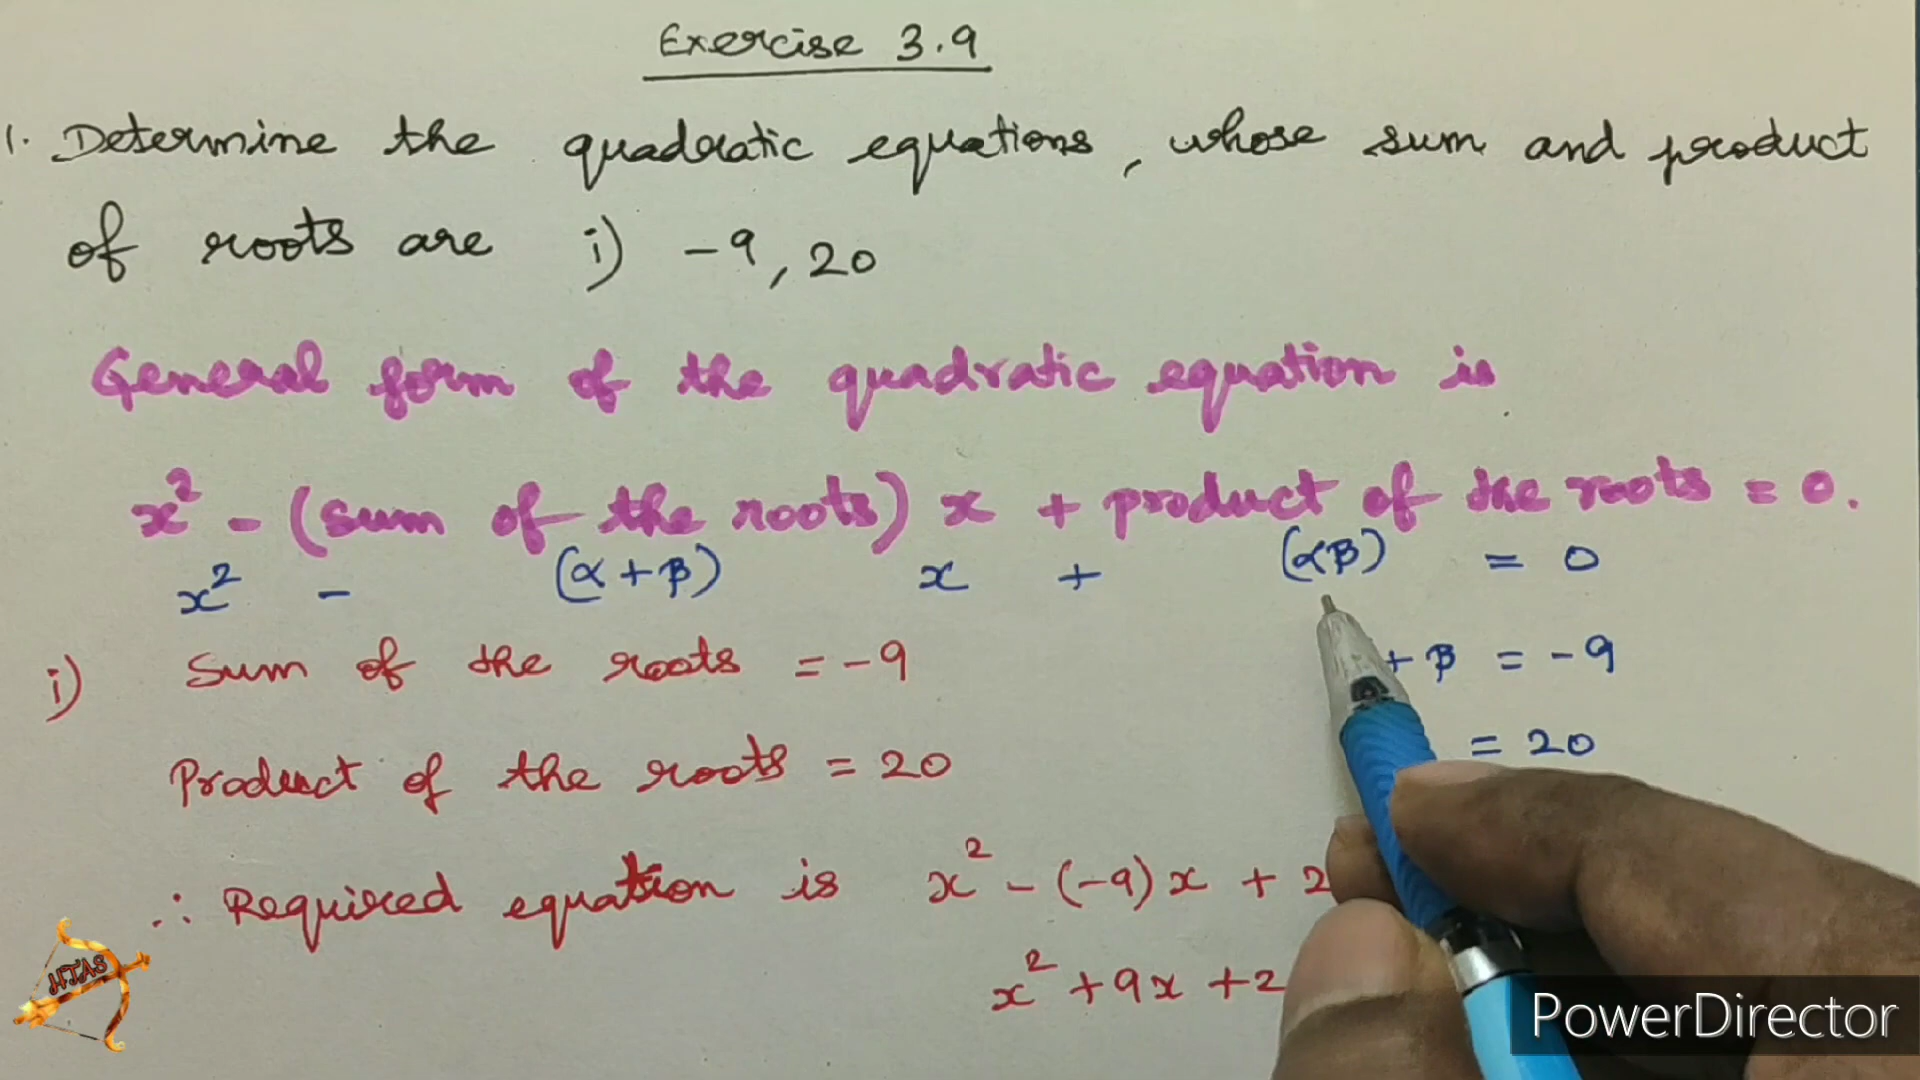 Exercise 3.9
1. Determine the quadratic equations, whose sum and product
of roots are i) -9, 20
General form of the quadratic equation is
x² - (sum of the roots) x + product of the roots = 0.
x² - (α+β) x + (αβ) = 0
i) Sum of the roots = -9
+ β = -9
Product of the roots = 20
= 20
∴ Required equation is x² - (-9)x + 2
x² + 9x + 2
HTAS
PowerDirector